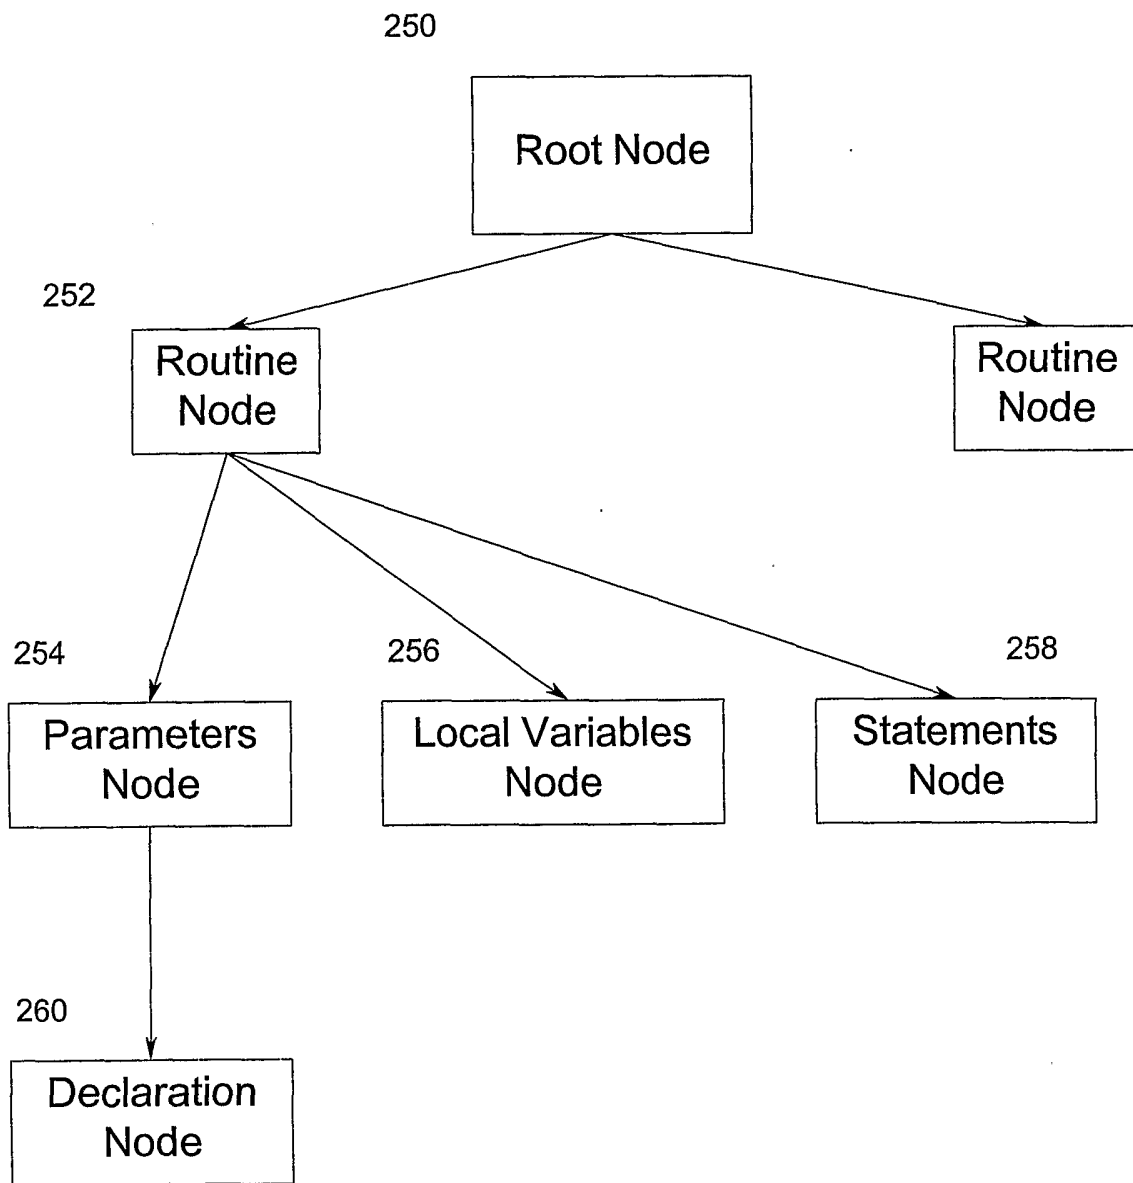 250
Root Node
252
Routine
Node
Routine
Node
254
256
258
Parameters
Node
Local Variables
Node
Statements
Node
260
Declaration
Node